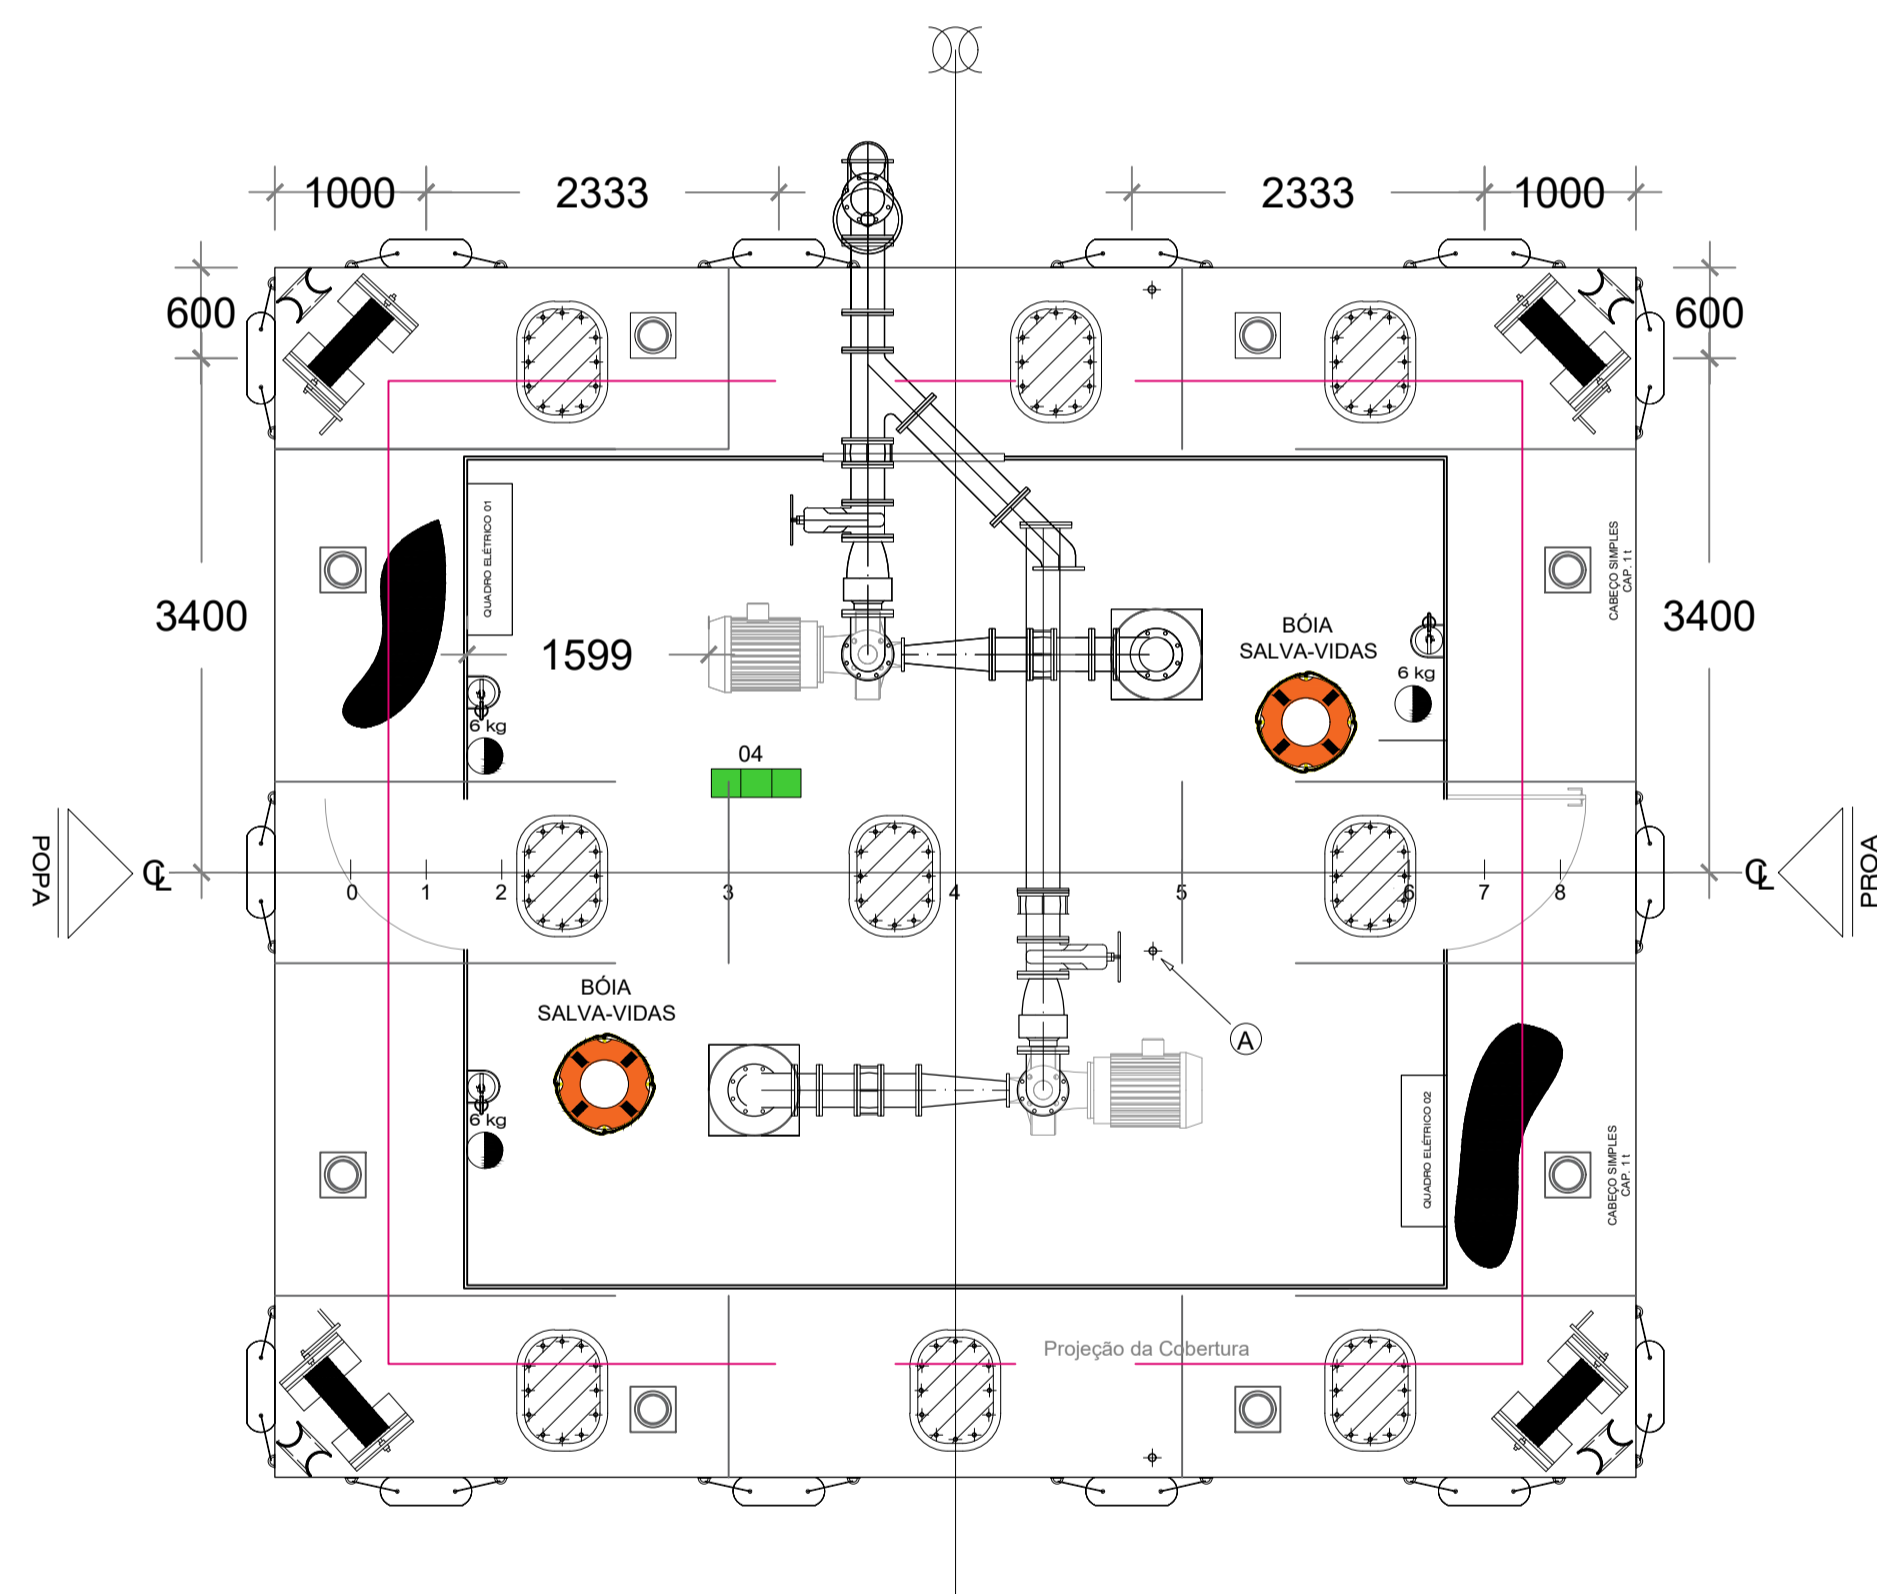 1000
2333
2333
1000
600
600
QUADRO ELÉTRICO 01
CABEÇO SIMPLES
CAP. 1 t
3400
1599
BÓIA
SALVA-VIDAS
3400
6 kg
6 kg
04
POPA
CL
0
1
2
3
4
5
6
7
8
CL
PROA
BÓIA
SALVA-VIDAS
A
6 kg
QUADRO ELÉTRICO 02
CABEÇO SIMPLES
CAP. 1 t
Projeção da Cobertura